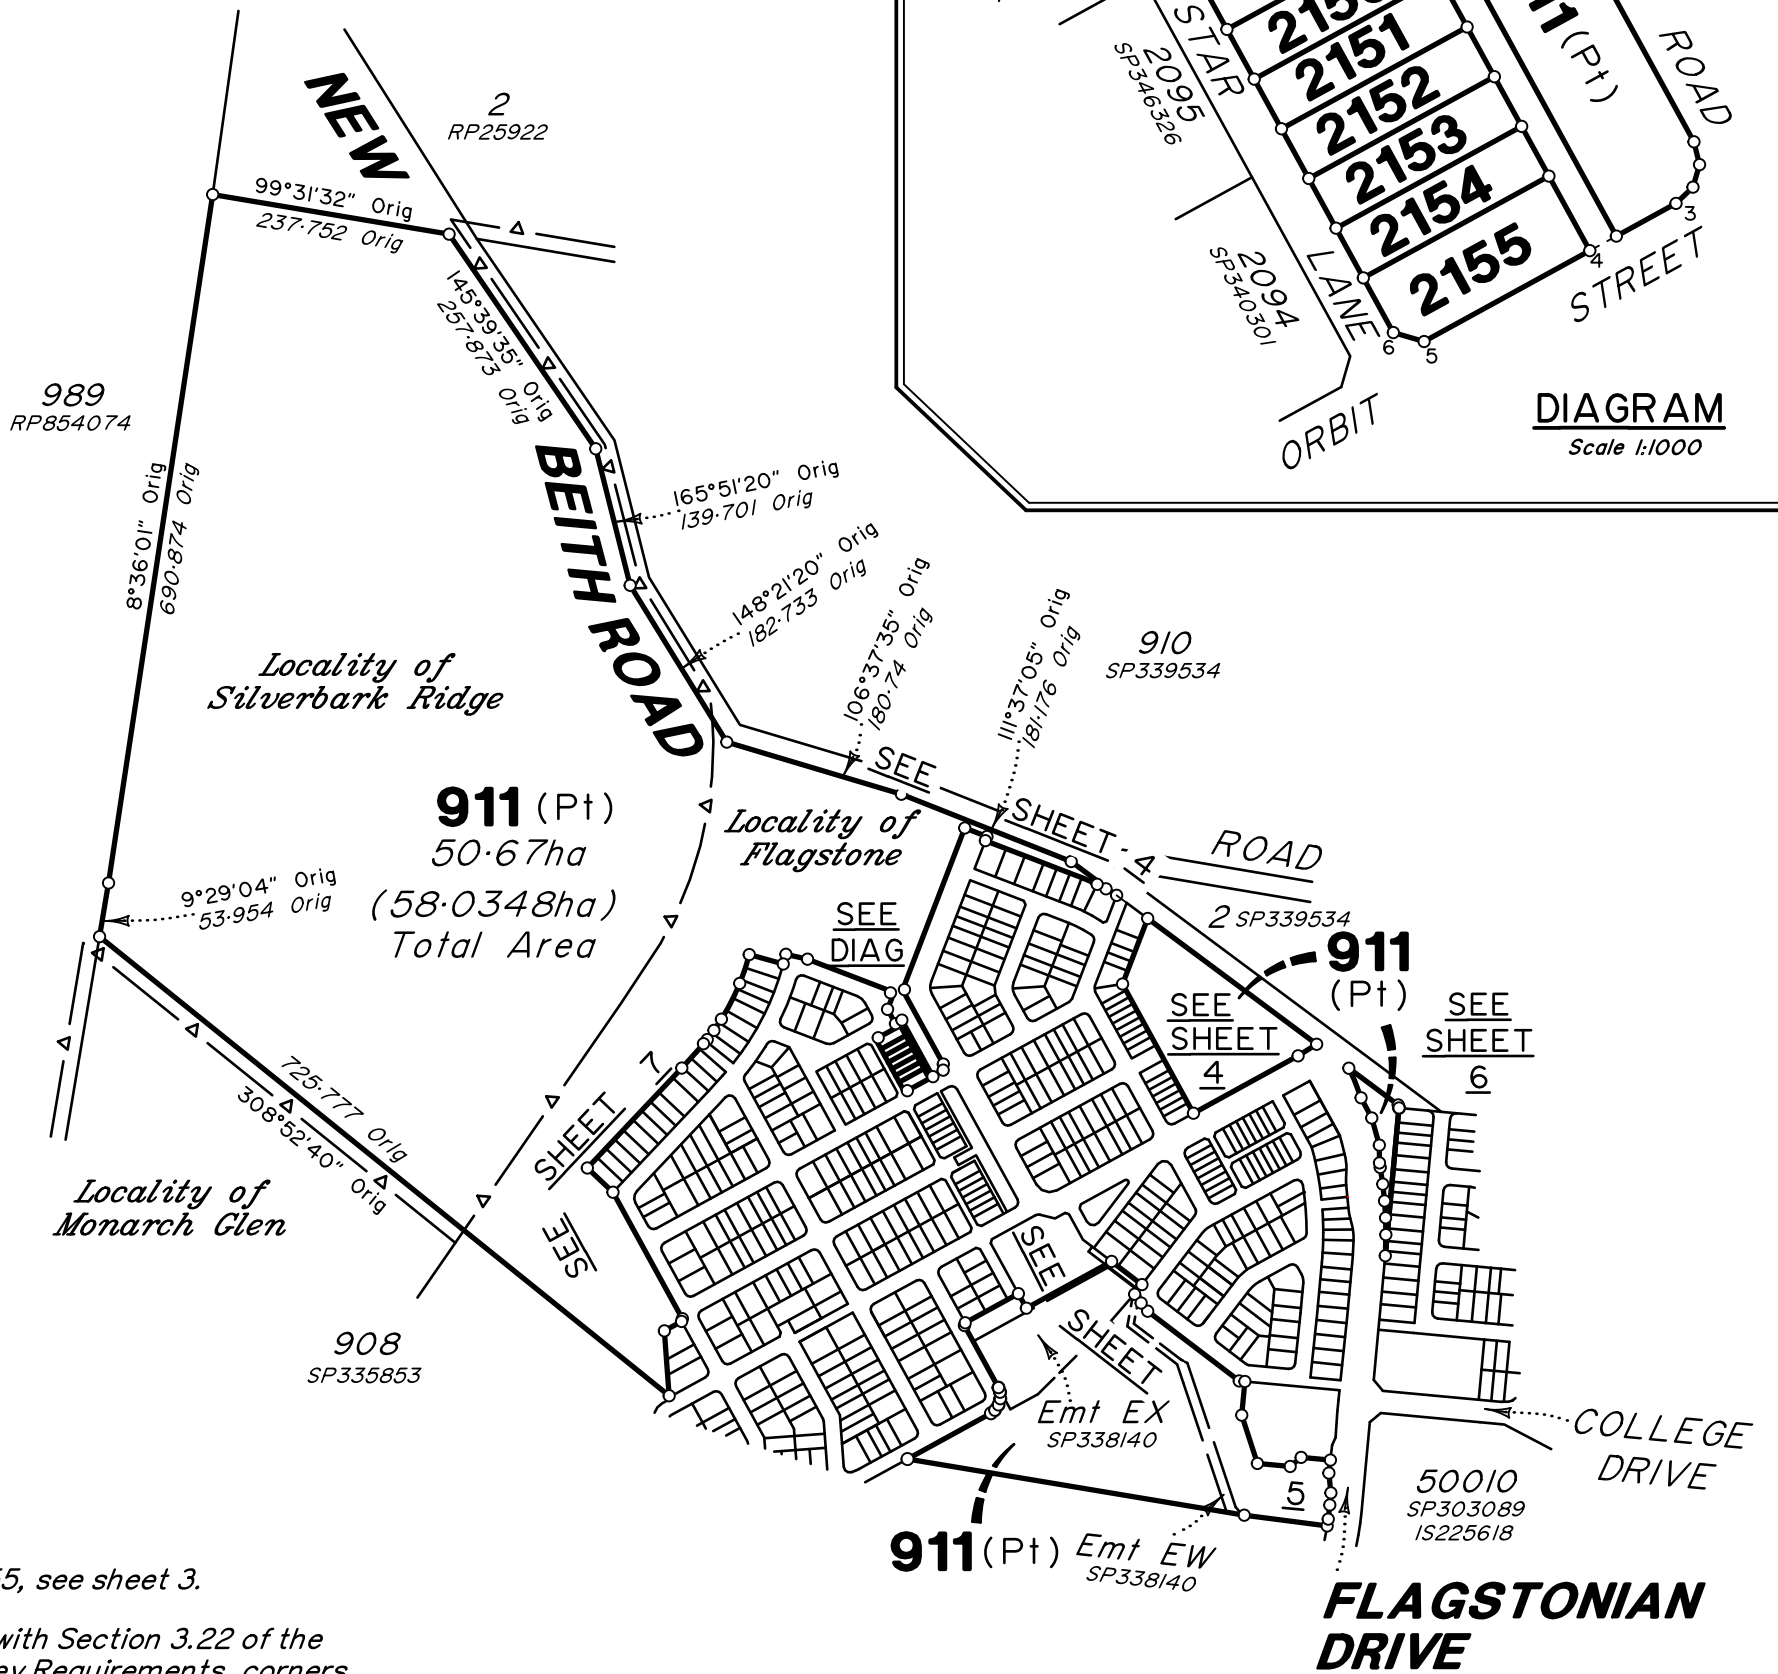 NEW
2
RP25922
99°31'32" Orig
237·752 Orig
145°39'35" Orig
257·873 Orig
989
RP854074
8°36'01" Orig
690·874 Orig
BEITH ROAD
165°51'20" Orig
139·701 Orig
148°21'20" Orig
182·733 Orig
106°37'35" Orig
180·74 Orig
111°37'05" Orig
181·176 Orig
910
SP339534
Locality of
Silverbark Ridge
911 (Pt)
50·67ha
(58·0348ha)
Total Area
Locality of
Flagstone
SEE
SHEET 4
ROAD
2 SP339534
9°29'04" Orig
53·954 Orig
SEE
DIAG
911
(Pt)
SEE
SHEET
4
SEE
SHEET
6
725·777 Orig
308°52'40" Orig
SEE
SHEET 7
Locality of
Monarch Glen
908
SP335853
SEE
SHEET
5
Emt EX
SP338140
911 (Pt)
Emt EW
SP338140
COLLEGE
DRIVE
50010
SP303089
IS225618
FLAGSTONIAN
DRIVE
STAR
LANE
2095
SP346326
2094
SP340301
2151
2152
2153
2154
2155
(Pt)
ROAD
3
4
5
6
ORBIT
STREET
DIAGRAM
Scale 1:1000
5, see sheet 3.
with Section 3.22 of the
Requirements, corners